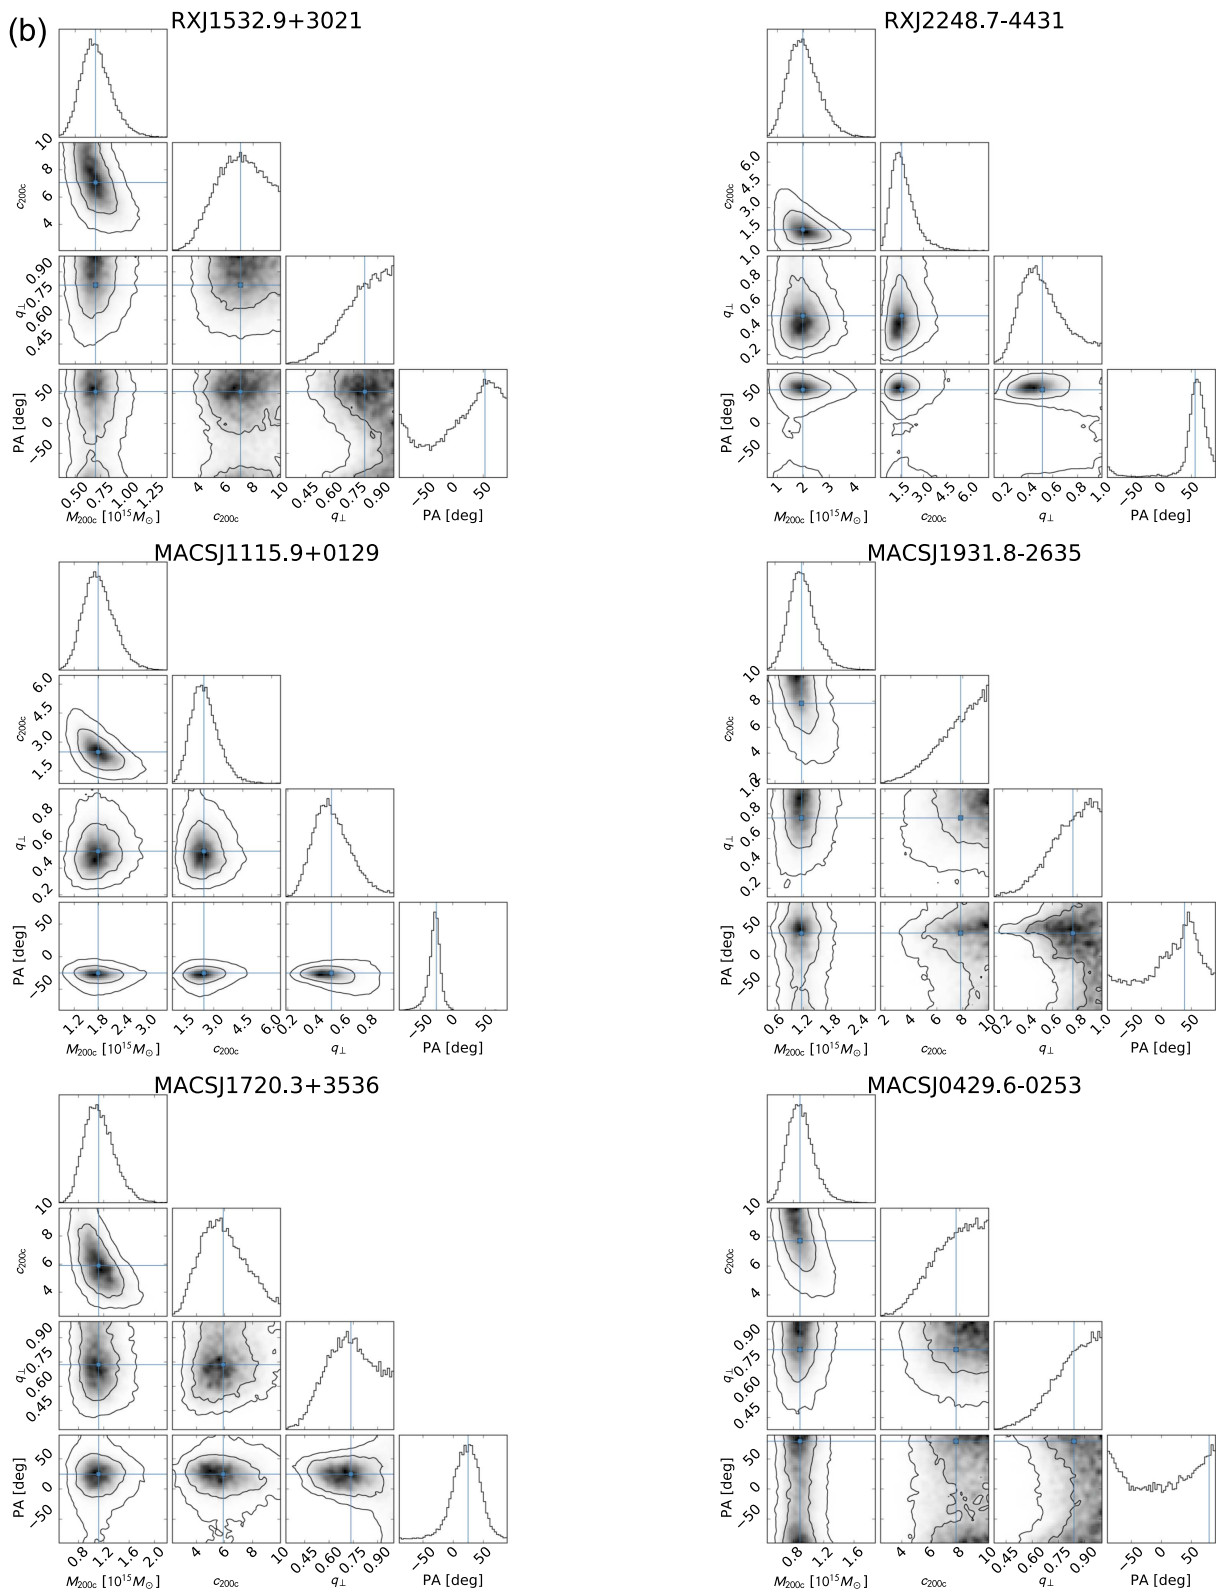 (b)
RXJ1532.9+3021
10
8
6
4
c200c
0.90
0.75
0.60
0.45
q⊥
50
0
−50
PA [deg]
0.50 0.75 1.00 1.25
4 6 8 10
0.45 0.60 0.75 0.90
−50 0 50
M200c [10^15 M⊙]
c200c
q⊥
PA [deg]
RXJ2248.7-4431
6.0
4.5
3.0
1.5
1.0
c200c
0.8
0.6
0.4
0.2
q⊥
50
0
−50
PA [deg]
1 2 3 4
1.5 3.0 4.5 6.0
0.2 0.4 0.6 0.8 1.0
−50 0 50
M200c [10^15 M⊙]
c200c
q⊥
PA [deg]
MACSJ1115.9+0129
6.0
4.5
3.0
1.5
c200c
0.8
0.6
0.4
0.2
q⊥
50
0
−50
PA [deg]
1.2 1.8 2.4 3.0
1.5 3.0 4.5 6.0
0.2 0.4 0.6 0.8
−50 0 50
M200c [10^15 M⊙]
c200c
q⊥
PA [deg]
MACSJ1931.8-2635
10
8
6
4
2
c200c
1.0
0.8
0.6
0.4
0.2
q⊥
50
0
−50
PA [deg]
0.6 1.2 1.8 2.4
2 4 6 8 10
0.2 0.4 0.6 0.8 1.0
−50 0 50
M200c [10^15 M⊙]
c200c
q⊥
PA [deg]
MACSJ1720.3+3536
10
8
6
4
c200c
0.90
0.75
0.60
0.45
q⊥
50
0
−50
PA [deg]
0.8 1.2 1.6 2.0
4 6 8 10
0.45 0.60 0.75 0.90
−50 0 50
M200c [10^15 M⊙]
c200c
q⊥
PA [deg]
MACSJ0429.6-0253
10
8
6
4
c200c
0.90
0.75
0.60
0.45
q⊥
50
0
−50
PA [deg]
0.8 1.2 1.6
4 6 8 10
0.45 0.60 0.75 0.90
−50 0 50
M200c [10^15 M⊙]
c200c
q⊥
PA [deg]